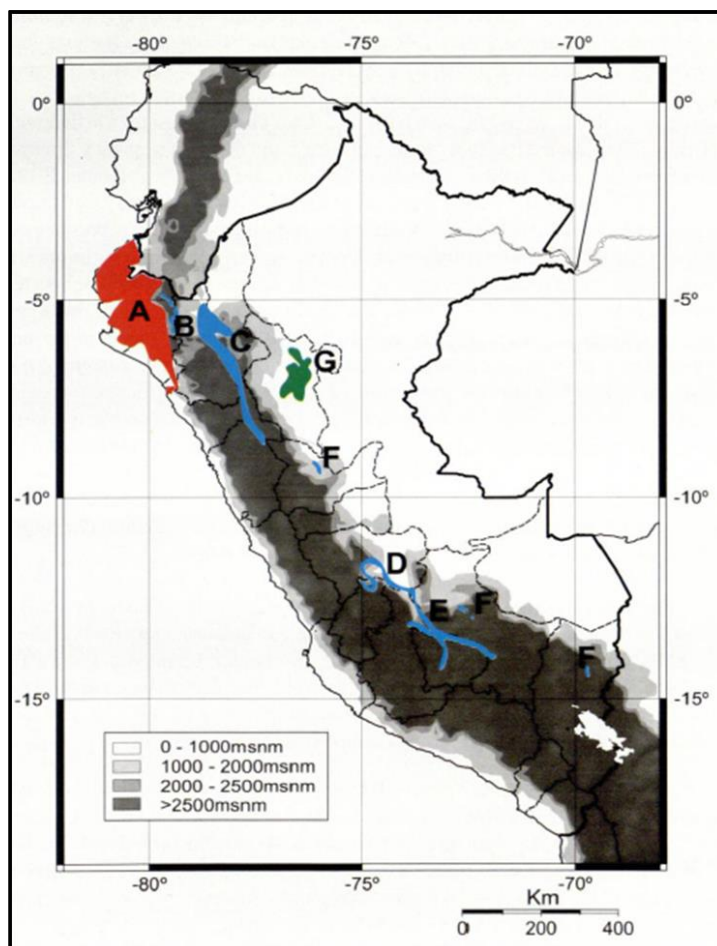 -80° -75° -70°
0° 0°
-5° -5°
A
B
C
G
F
-10° -10°
D
E F
F
-15° -15°
0 - 1000msnm
1000 - 2000msnm
2000 - 2500msnm
>2500msnm
-80° -75° -70°
Km
0 200 400